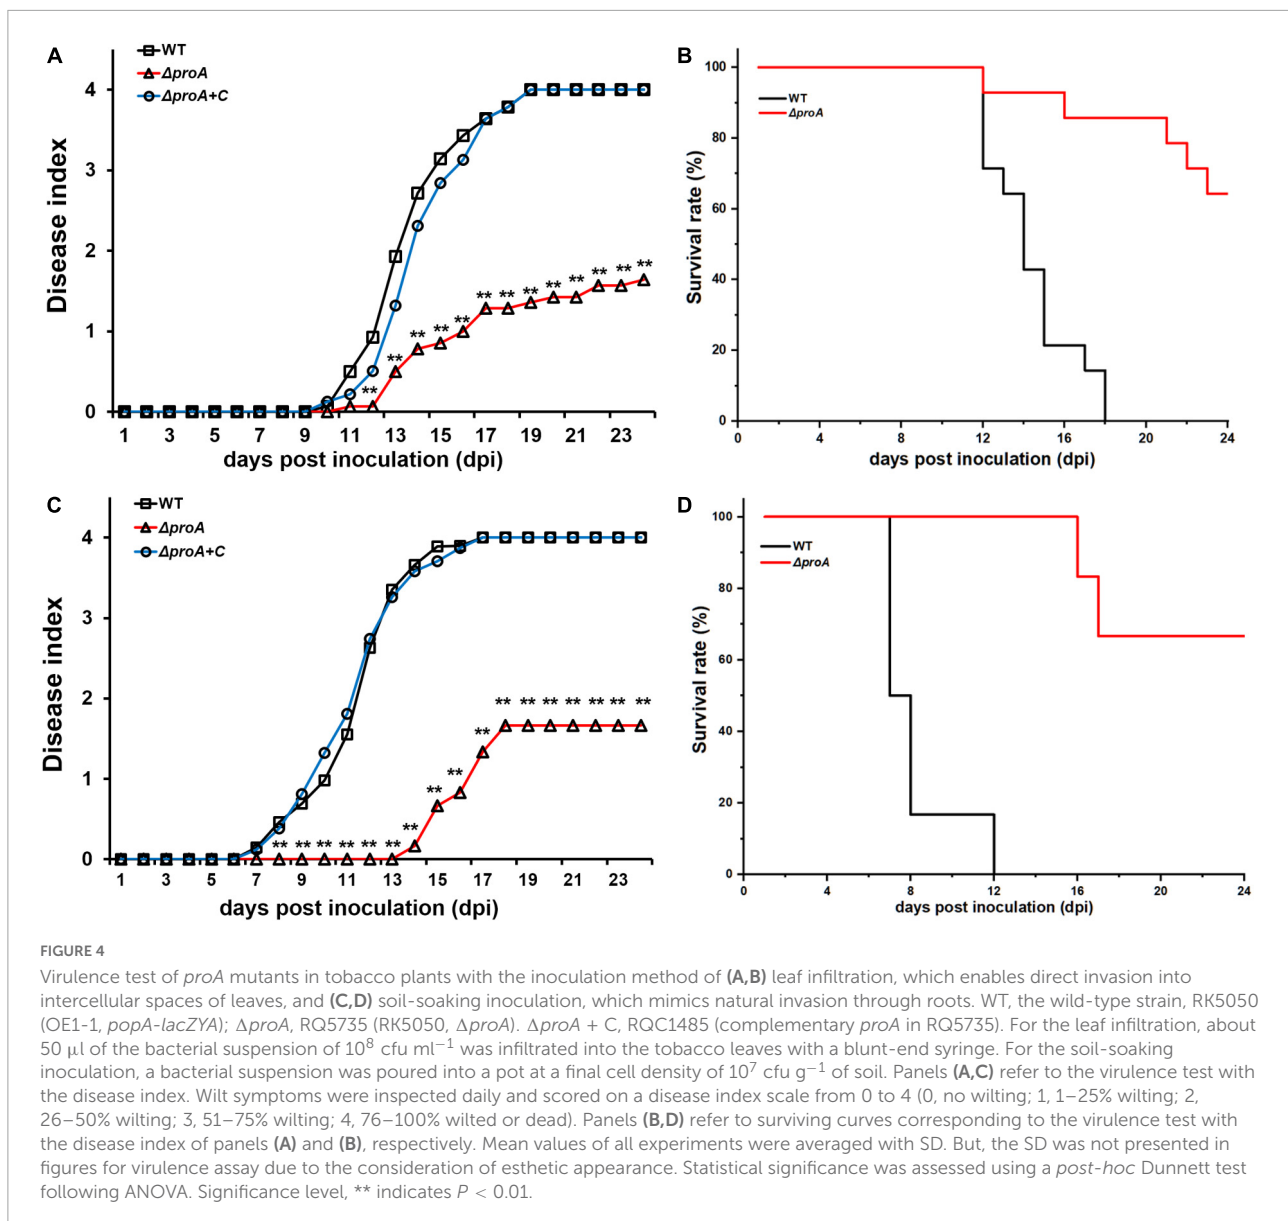 A
WT
ΔproA
ΔproA+C
Disease index
4
3
2
1
0
** ** ** ** ** ** ** ** ** ** ** ** **
1 3 5 7 9 11 13 15 17 19 21 23
days post inoculation (dpi)
B
WT
ΔproA
Survival rate (%)
100
80
60
40
20
0
0 4 8 12 16 20 24
days post inoculation (dpi)
C
WT
ΔproA
ΔproA+C
Disease index
4
3
2
1
0
** ** ** ** ** ** ** ** ** ** ** ** ** ** ** ** **
1 3 5 7 9 11 13 15 17 19 21 23
days post inoculation (dpi)
D
WT
ΔproA
Survival rate (%)
100
80
60
40
20
0
0 4 8 12 16 20 24
days post inoculation (dpi)
FIGURE 4
Virulence test of proA mutants in tobacco plants with the inoculation method of (A,B) leaf infiltration, which enables direct invasion into
intercellular spaces of leaves, and (C,D) soil-soaking inoculation, which mimics natural invasion through roots. WT, the wild-type strain, RK5050
(OE1-1, popA-lacZYA); ΔproA, RQ5735 (RK5050, ΔproA). ΔproA + C, RQC1485 (complementary proA in RQ5735). For the leaf infiltration, about
50 μl of the bacterial suspension of 10⁸ cfu ml⁻¹ was infiltrated into the tobacco leaves with a blunt-end syringe. For the soil-soaking
inoculation, a bacterial suspension was poured into a pot at a final cell density of 10⁷ cfu g⁻¹ of soil. Panels (A,C) refer to the virulence test with
the disease index. Wilt symptoms were inspected daily and scored on a disease index scale from 0 to 4 (0, no wilting; 1, 1–25% wilting; 2,
26–50% wilting; 3, 51–75% wilting; 4, 76–100% wilted or dead). Panels (B,D) refer to surviving curves corresponding to the virulence test with
the disease index of panels (A) and (B), respectively. Mean values of all experiments were averaged with SD. But, the SD was not presented in
figures for virulence assay due to the consideration of esthetic appearance. Statistical significance was assessed using a post-hoc Dunnett test
following ANOVA. Significance level, ** indicates P < 0.01.